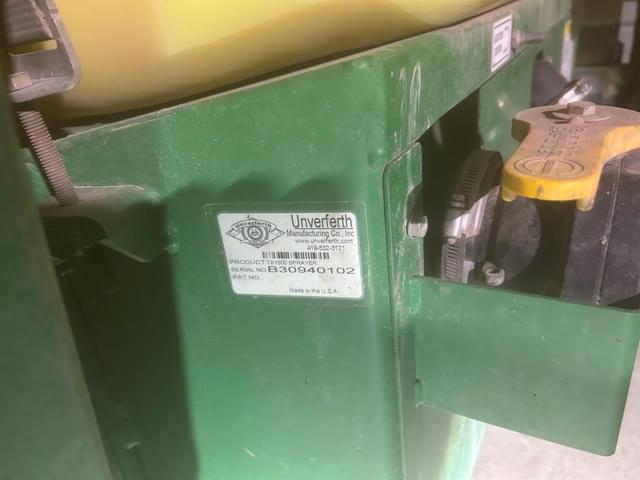 Unverferth
Unverferth
Manufacturing Co., Inc
www.unverferth.com
419-532-3121
PRODUCT TA1600 SPRAYER
SERIAL NO B30940102
PAT NO.
Made in the U.S.A.